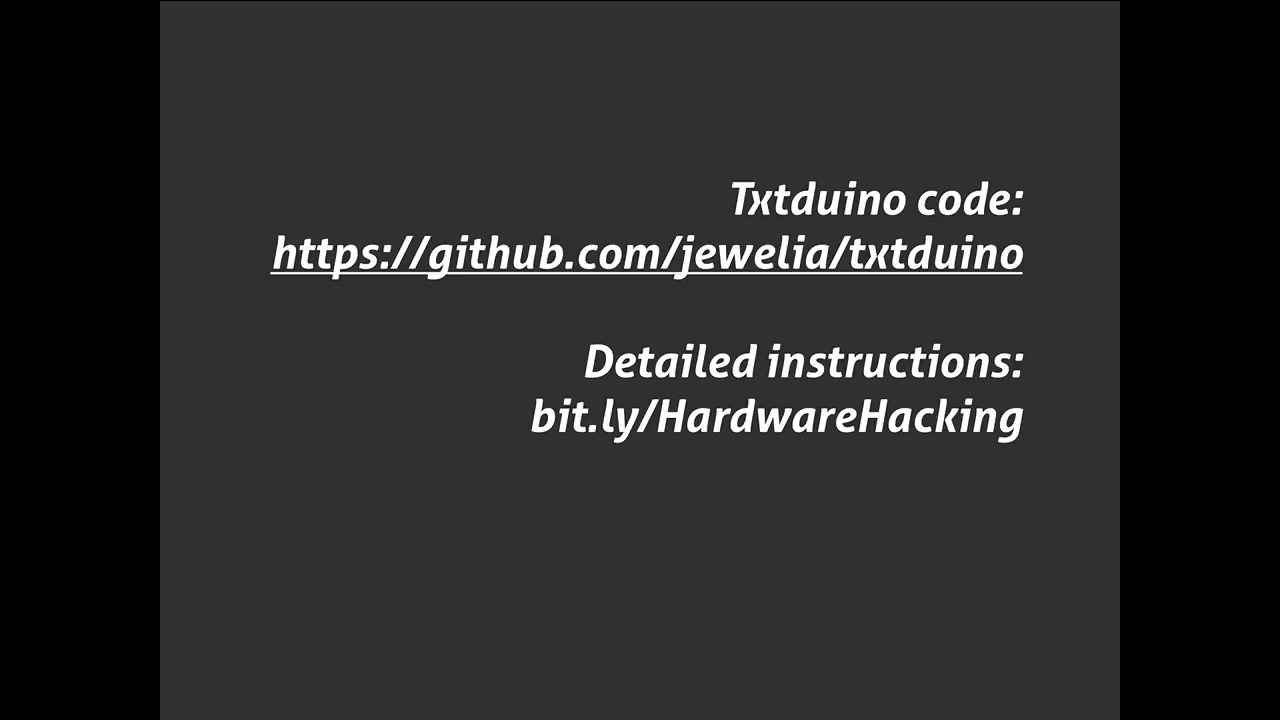 Txtduino code:
https://github.com/jewelia/txtduino
Detailed instructions:
bit.ly/HardwareHacking